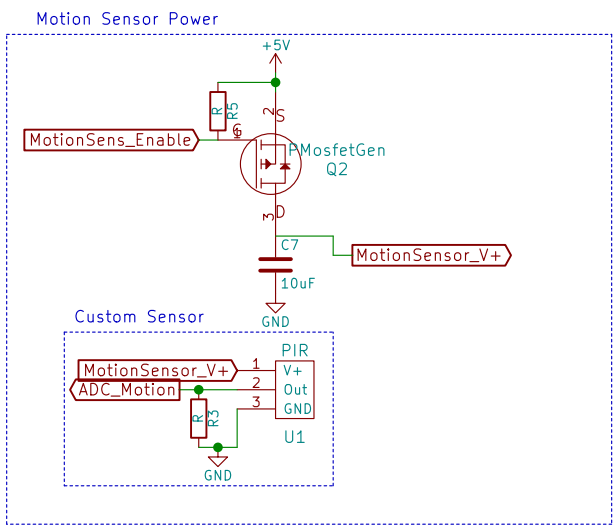 Motion Sensor Power
+5V
R
R5
2
S
G
1
MotionSens_Enable
PMosfetGen
Q2
3
D
C7
MotionSensor_V+
10uF
GND
Custom Sensor
PIR
MotionSensor_V+
1
V+
ADC_Motion
2
Out
3
GND
R
R3
U1
GND